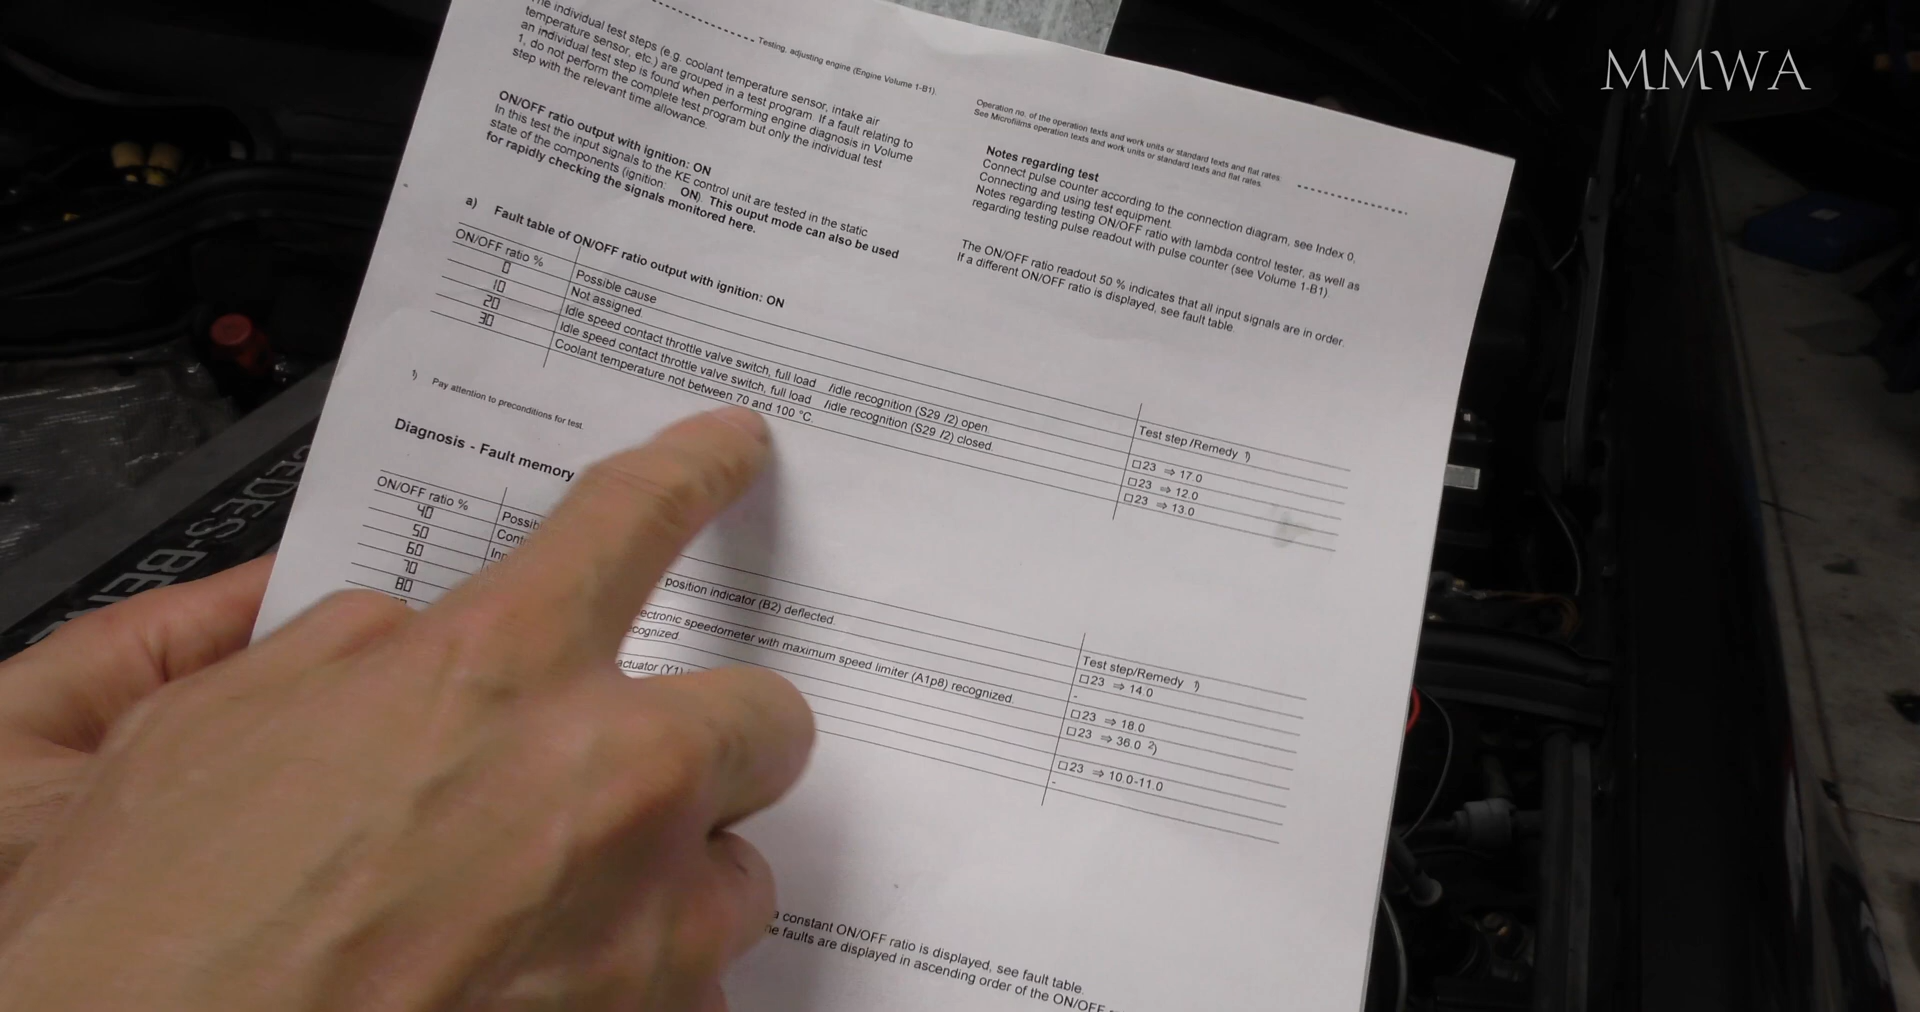 MMWA
Testing, adjusting engine (Engine Volume 1-B1)
individual test steps (e.g. coolant temperature sensor, intake air
temperature sensor, etc.) are grouped in a test program. If a fault relating to
an individual test step is found when performing engine diagnosis in Volume
1, do not perform the complete test program but only the individual test
step with the relevant time allowance.
ON/OFF ratio output with ignition: ON
In this test the input signals to the KE control unit are tested in the static
state of the components (ignition: ON). This ouput mode can also be used
for rapidly checking the signals monitored here.
Operation no. of the operation texts and work units or standard texts and flat rates
See Microfilms operation texts and work units or standard texts and flat rates.
Notes regarding test
Connect pulse counter according to the connection diagram, see Index 0,
Connecting and using test equipment.
Notes regarding testing ON/OFF ratio with lambda control tester, as well as
regarding testing pulse readout with pulse counter (see Volume 1-B1).
The ON/OFF ratio readout 50 % indicates that all input signals are in order.
If a different ON/OFF ratio is displayed, see fault table.
a) Fault table of ON/OFF ratio output with ignition: ON
ON/OFF ratio % Possible cause Test step /Remedy 1)
0 Not assigned
10 Idle speed contact throttle valve switch, full load /idle recognition (S29 /2) open. □23 ⇒ 17.0
20 Idle speed contact throttle valve switch, full load /idle recognition (S29 /2) closed. □23 ⇒ 12.0
30 Coolant temperature not between 70 and 100 °C. □23 ⇒ 13.0
1) Pay attention to preconditions for test.
Diagnosis - Fault memory
ON/OFF ratio % Test step/Remedy 1)
40 □23 ⇒ 14.0
50 -
60 position indicator (B2) deflected. □23 ⇒ 18.0
70 speedometer with maximum speed limiter (A1p8) recognized. □23 ⇒ 36.0 2)
80
actuator (Y1) □23 ⇒ 10.0-11.0
-
a constant ON/OFF ratio is displayed, see fault table.
faults are displayed in ascending order of the ON/OFF
CEDES-BEN